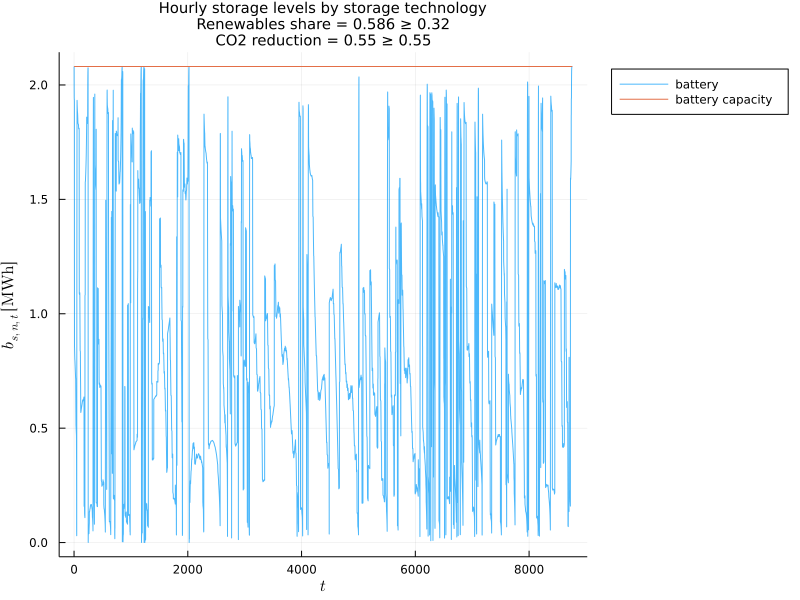 Hourly storage levels by storage technology
Renewables share = 0.586 ≥ 0.32
CO2 reduction = 0.55 ≥ 0.55
battery
battery capacity
2.0
1.5
1.0
0.5
0.0
b_{s, n, t} [MWh]
0 2000 4000 6000 8000
t